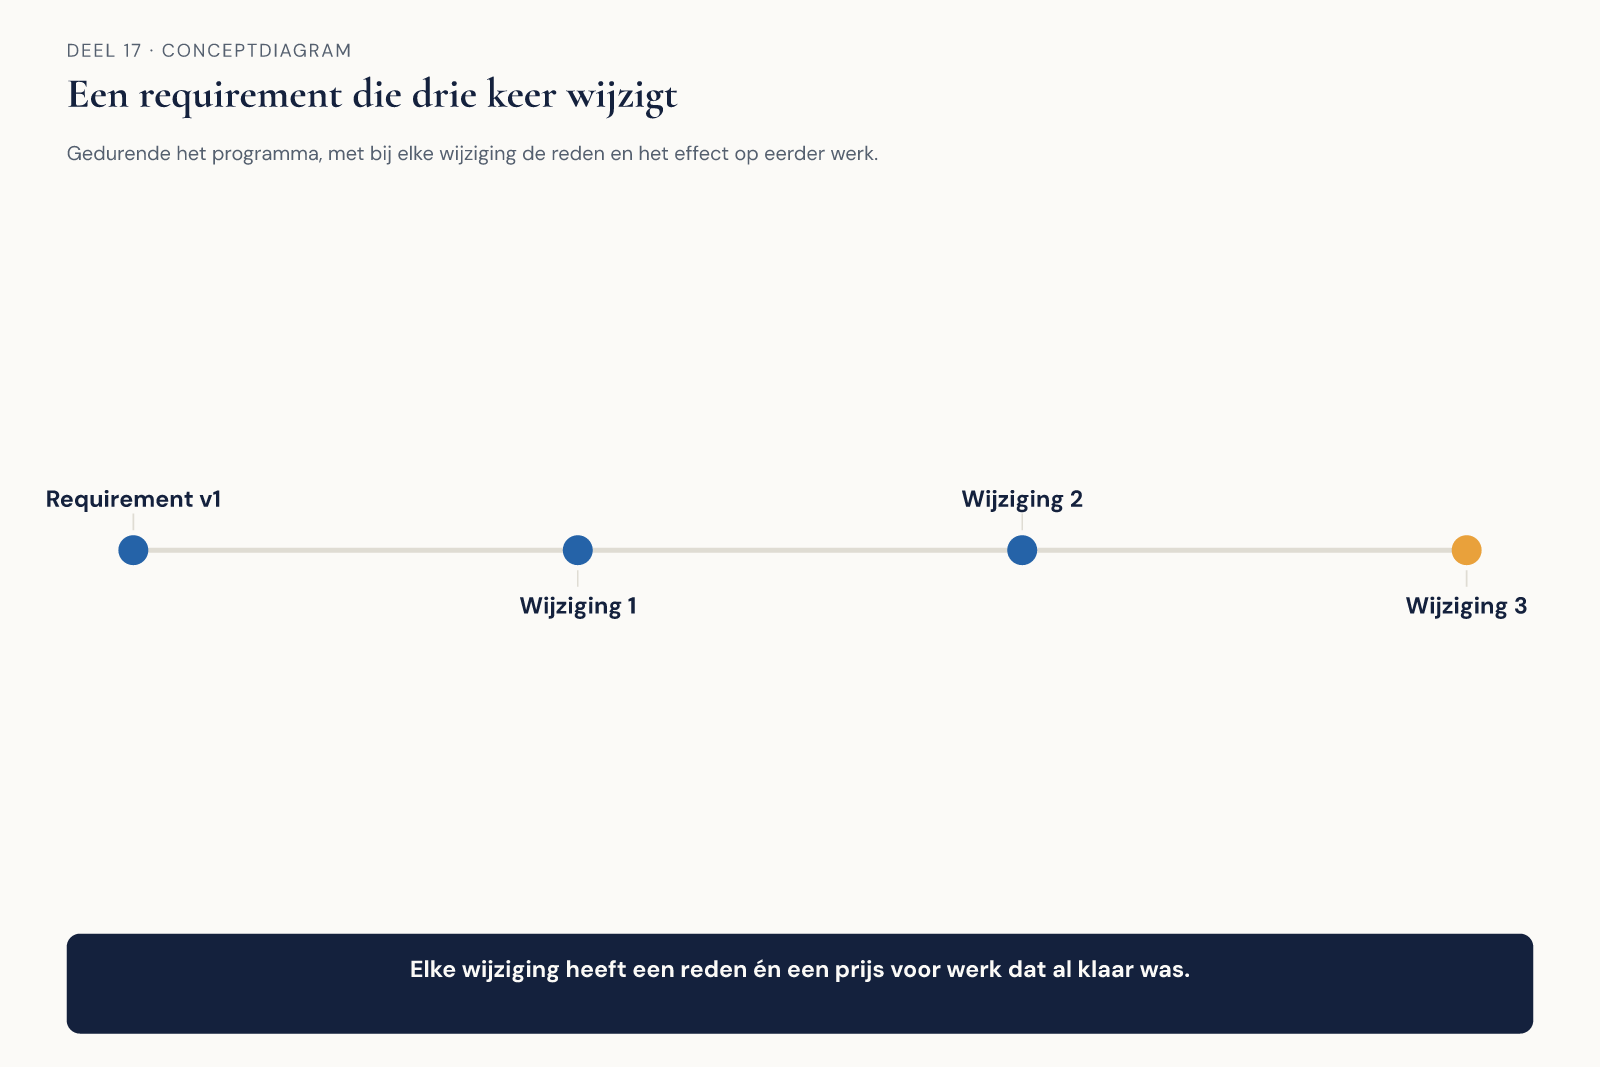 DEEL 17 · CONCEPTDIAGRAM
Een requirement die drie keer wijzigt
Gedurende het programma, met bij elke wijziging de reden en het effect op eerder werk.
Requirement v1
Wijziging 1
Wijziging 2
Wijziging 3
Elke wijziging heeft een reden én een prijs voor werk dat al klaar was.